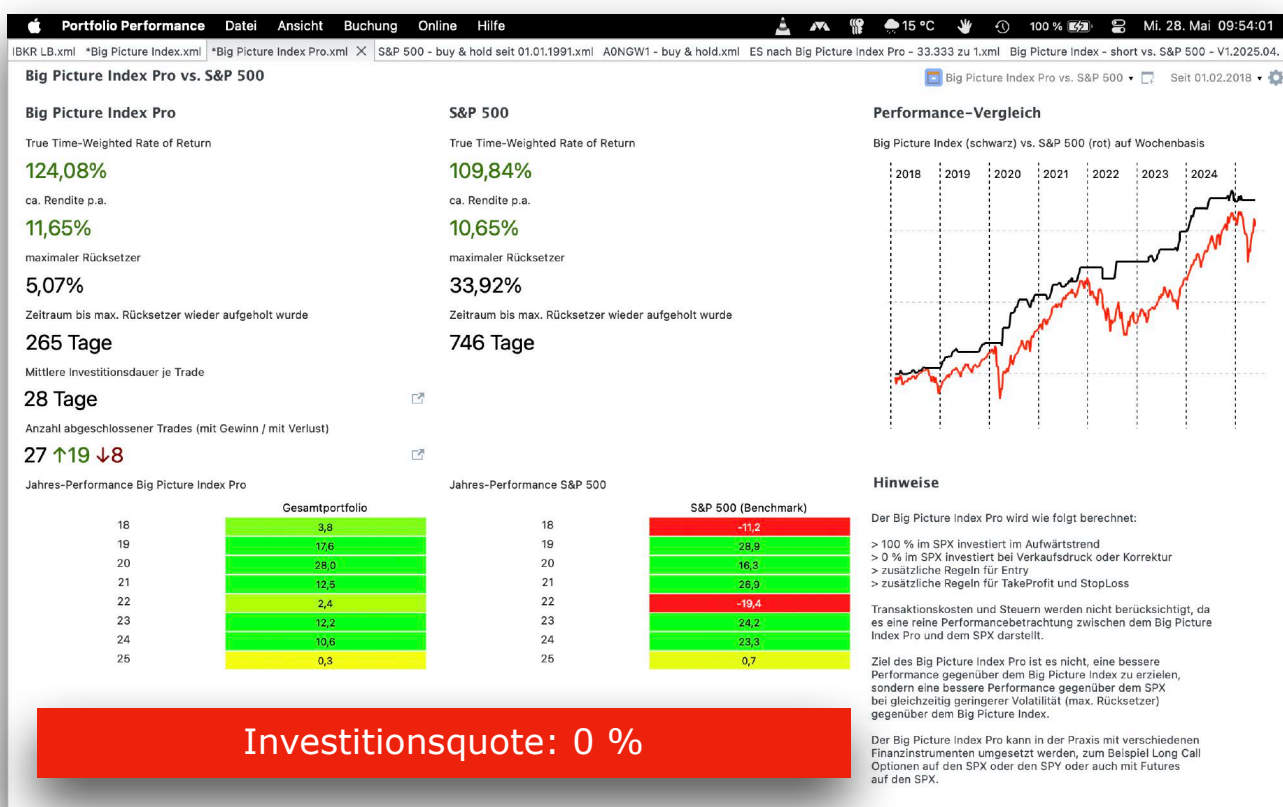 Portfolio Performance Datei Ansicht Buchung Online Hilfe 15 °C 100 % Mi. 28. Mai 09:54:01
IBKR LB.xml *Big Picture Index.xml *Big Picture Index Pro.xml S&P 500 - buy & hold seit 01.01.1991.xml A0NGW1 - buy & hold.xml ES nach Big Picture Index Pro - 33.333 zu 1.xml Big Picture Index - short vs. S&P 500 - V1.2025.04.
Big Picture Index Pro vs. S&P 500
Big Picture Index Pro vs. S&P 500 Seit 01.02.2018
Big Picture Index Pro
True Time-Weighted Rate of Return
124,08%
ca. Rendite p.a.
11,65%
maximaler Rücksetzer
5,07%
Zeitraum bis max. Rücksetzer wieder aufgeholt wurde
265 Tage
Mittlere Investitionsdauer je Trade
28 Tage
Anzahl abgeschlossener Trades (mit Gewinn / mit Verlust)
27 ↑19 ↓8
Jahres-Performance Big Picture Index Pro
Gesamtportfolio
18 3,8
19 17,6
20 28,0
21 12,5
22 2,4
23 12,2
24 10,6
25 0,3
S&P 500
True Time-Weighted Rate of Return
109,84%
ca. Rendite p.a.
10,65%
maximaler Rücksetzer
33,92%
Zeitraum bis max. Rücksetzer wieder aufgeholt wurde
746 Tage
Jahres-Performance S&P 500
S&P 500 (Benchmark)
18 -11,2
19 28,9
20 16,3
21 26,9
22 -19,4
23 24,2
24 23,3
25 0,7
Performance-Vergleich
Big Picture Index (schwarz) vs. S&P 500 (rot) auf Wochenbasis
2018 2019 2020 2021 2022 2023 2024
Hinweise
Der Big Picture Index Pro wird wie folgt berechnet:
> 100 % im SPX investiert im Aufwärtstrend
> 0 % im SPX investiert bei Verkaufsdruck oder Korrektur
> zusätzliche Regeln für Entry
> zusätzliche Regeln für TakeProfit und StopLoss
Transaktionskosten und Steuern werden nicht berücksichtigt, da
es eine reine Performancebetrachtung zwischen dem Big Picture
Index Pro und dem SPX darstellt.
Ziel des Big Picture Index Pro ist es nicht, eine bessere
Performance gegenüber dem Big Picture Index zu erzielen,
sondern eine bessere Performance gegenüber dem SPX
bei gleichzeitig geringerer Volatilität (max. Rücksetzer)
gegenüber dem Big Picture Index.
Der Big Picture Index Pro kann in der Praxis mit verschiedenen
Finanzinstrumenten umgesetzt werden, zum Beispiel Long Call
Optionen auf den SPX oder den SPY oder auch mit Futures
auf den SPX.
Investitionsquote: 0 %